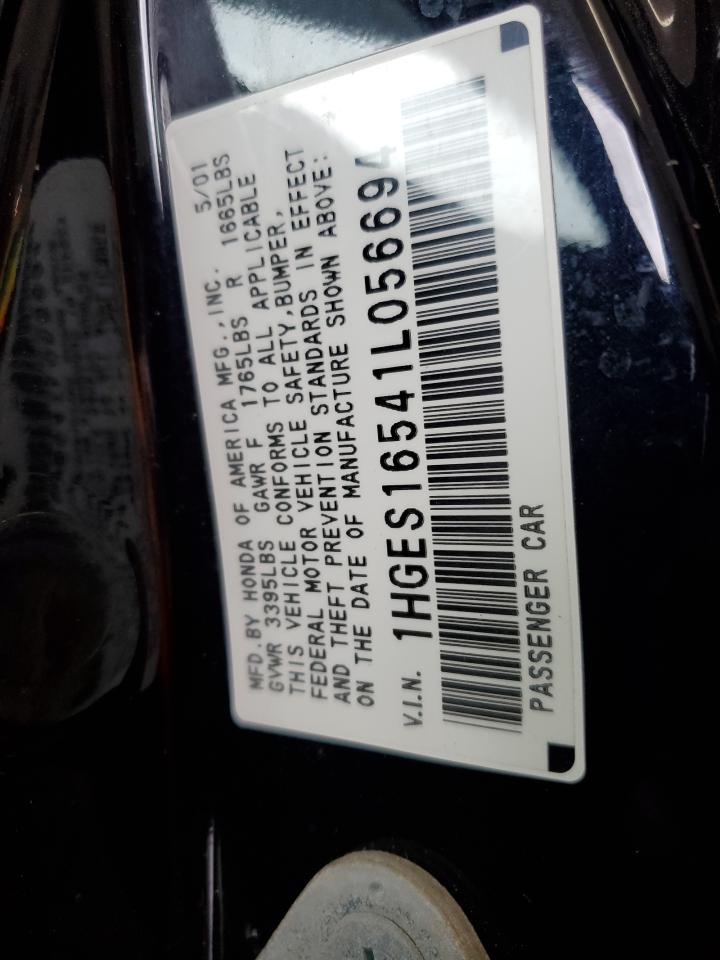 MFD. BY HONDA OF AMERICA MFG., INC. 5/01
GVWR 3395LBS GAWR F 1765LBS R 1665LBS
THIS VEHICLE CONFORMS TO ALL APPLICABLE
FEDERAL MOTOR VEHICLE SAFETY, BUMPER,
AND THEFT PREVENTION STANDARDS IN EFFECT
ON THE DATE OF MANUFACTURE SHOWN ABOVE:
V.I.N. 1HGES16541L056694
PASSENGER CAR